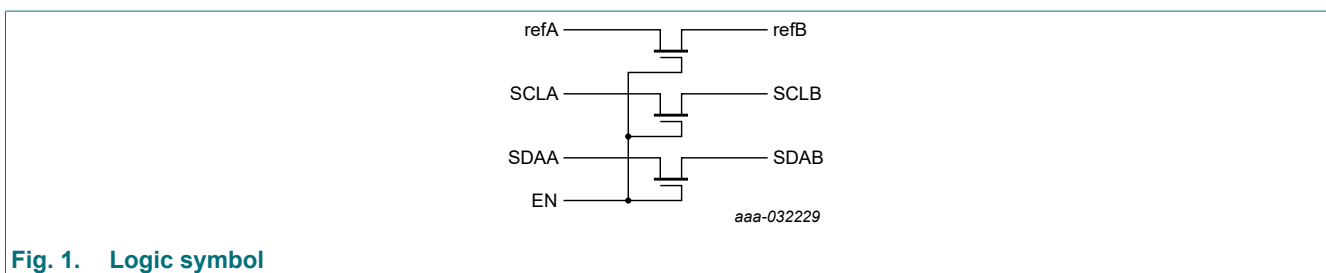 refA refB
SCLA SCLB
SDAA SDAB
EN
aaa-032229
Fig. 1. Logic symbol